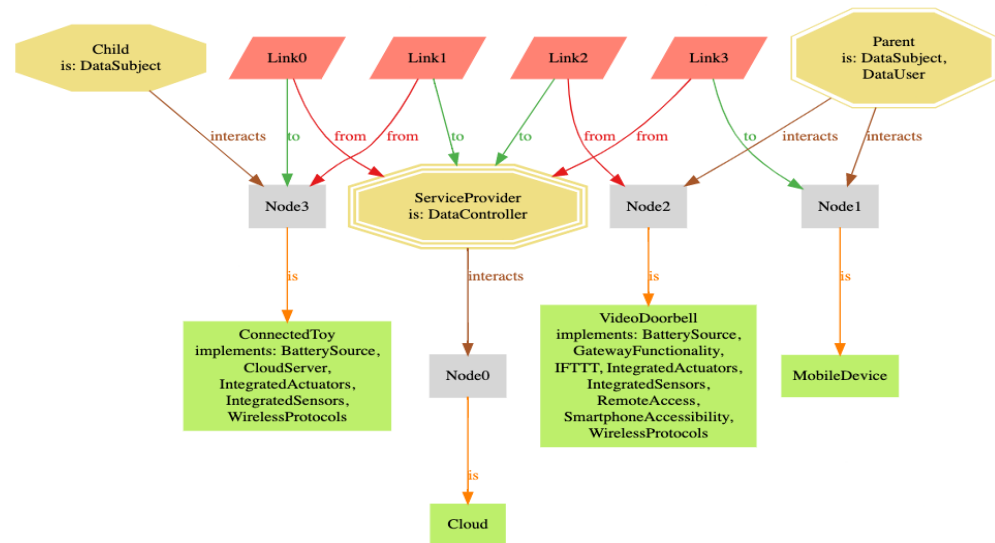 Child
is: DataSubject
Link0
Link1
Link2
Link3
Parent
is: DataSubject,
DataUser
interacts
to
from
from
to
to
from
from
to
interacts
interacts
Node3
ServiceProvider
is: DataController
Node2
Node1
is
interacts
is
is
ConnectedToy
implements: BatterySource,
CloudServer,
IntegratedActuators,
IntegratedSensors,
WirelessProtocols
Node0
VideoDoorbell
implements: BatterySource,
GatewayFunctionality,
IFTTT, IntegratedActuators,
IntegratedSensors,
RemoteAccess,
SmartphoneAccessibility,
WirelessProtocols
MobileDevice
is
Cloud